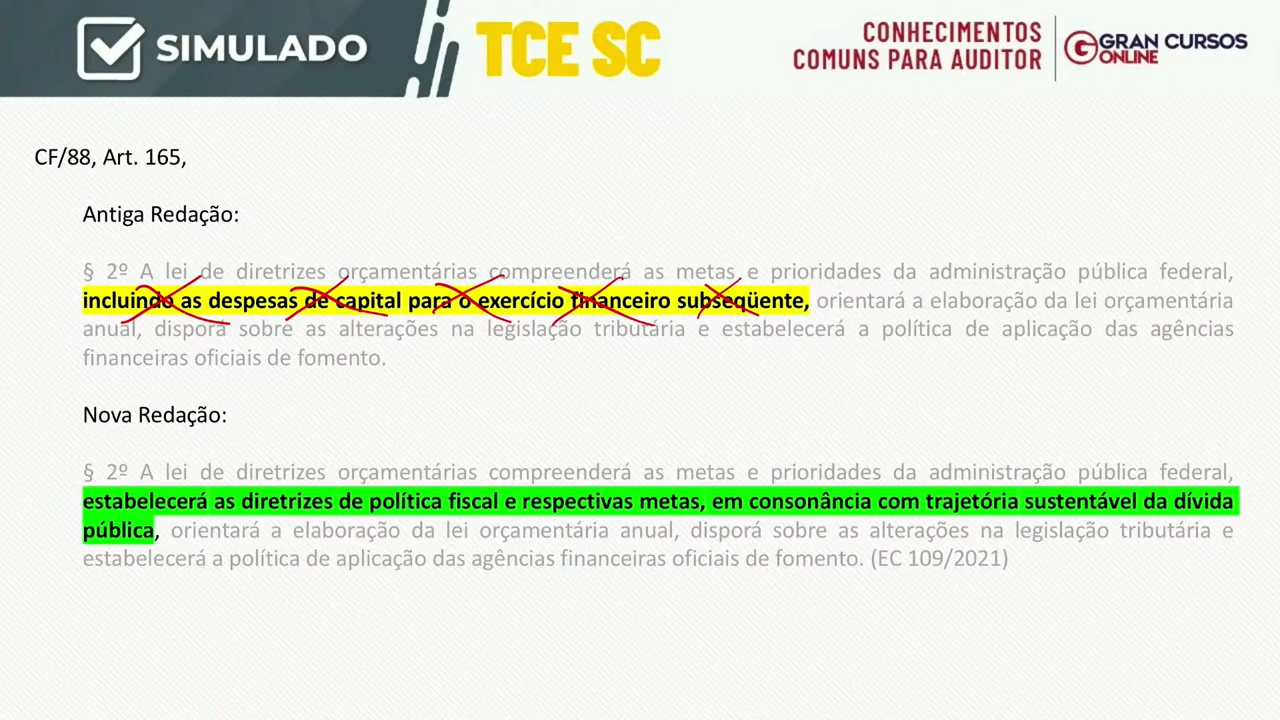 SIMULADO
TCE SC
CONHECIMENTOS
COMUNS PARA AUDITOR
GRAN CURSOS
ONLINE
CF/88, Art. 165,
Antiga Redação:
§ 2º A lei de diretrizes orçamentárias compreenderá as metas e prioridades da administração pública federal,
incluindo as despesas de capital para o exercício financeiro subseqüente, orientará a elaboração da lei orçamentária
anual, disporá sobre as alterações na legislação tributária e estabelecerá a política de aplicação das agências
financeiras oficiais de fomento.
Nova Redação:
§ 2º A lei de diretrizes orçamentárias compreenderá as metas e prioridades da administração pública federal,
estabelecerá as diretrizes de política fiscal e respectivas metas, em consonância com trajetória sustentável da dívida
pública, orientará a elaboração da lei orçamentária anual, disporá sobre as alterações na legislação tributária e
estabelecerá a política de aplicação das agências financeiras oficiais de fomento. (EC 109/2021)